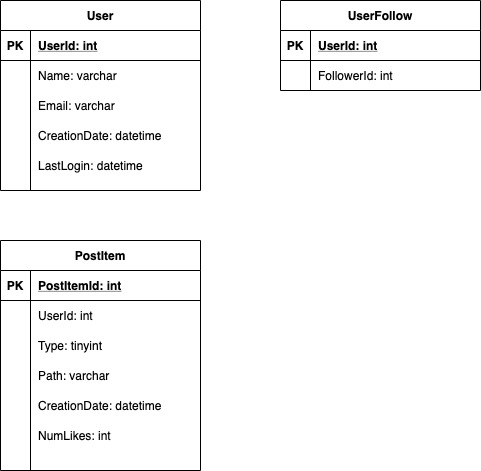 User
PK UserId: int
Name: varchar
Email: varchar
CreationDate: datetime
LastLogin: datetime
UserFollow
PK UserId: int
FollowerId: int
PostItem
PK PostItemId: int
UserId: int
Type: tinyint
Path: varchar
CreationDate: datetime
NumLikes: int